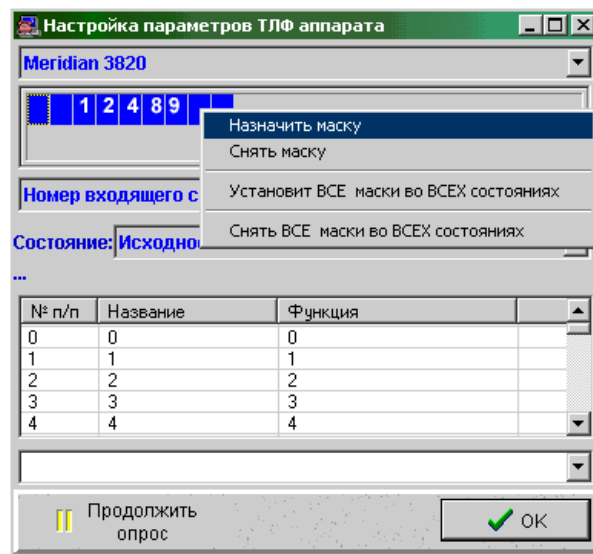 Настройка параметров ТЛФ аппарата
Meridian 3820
1 2 4 8 9
Назначить маску
Снять маску
Установит ВСЕ маски во ВСЕХ состояниях
Снять ВСЕ маски во ВСЕХ состояниях
Номер входящего с
Состояние: Исходно
...
№ п/п Название Функция
0 0 0
1 1 1
2 2 2
3 3 3
4 4 4
Продолжить
опрос
OK